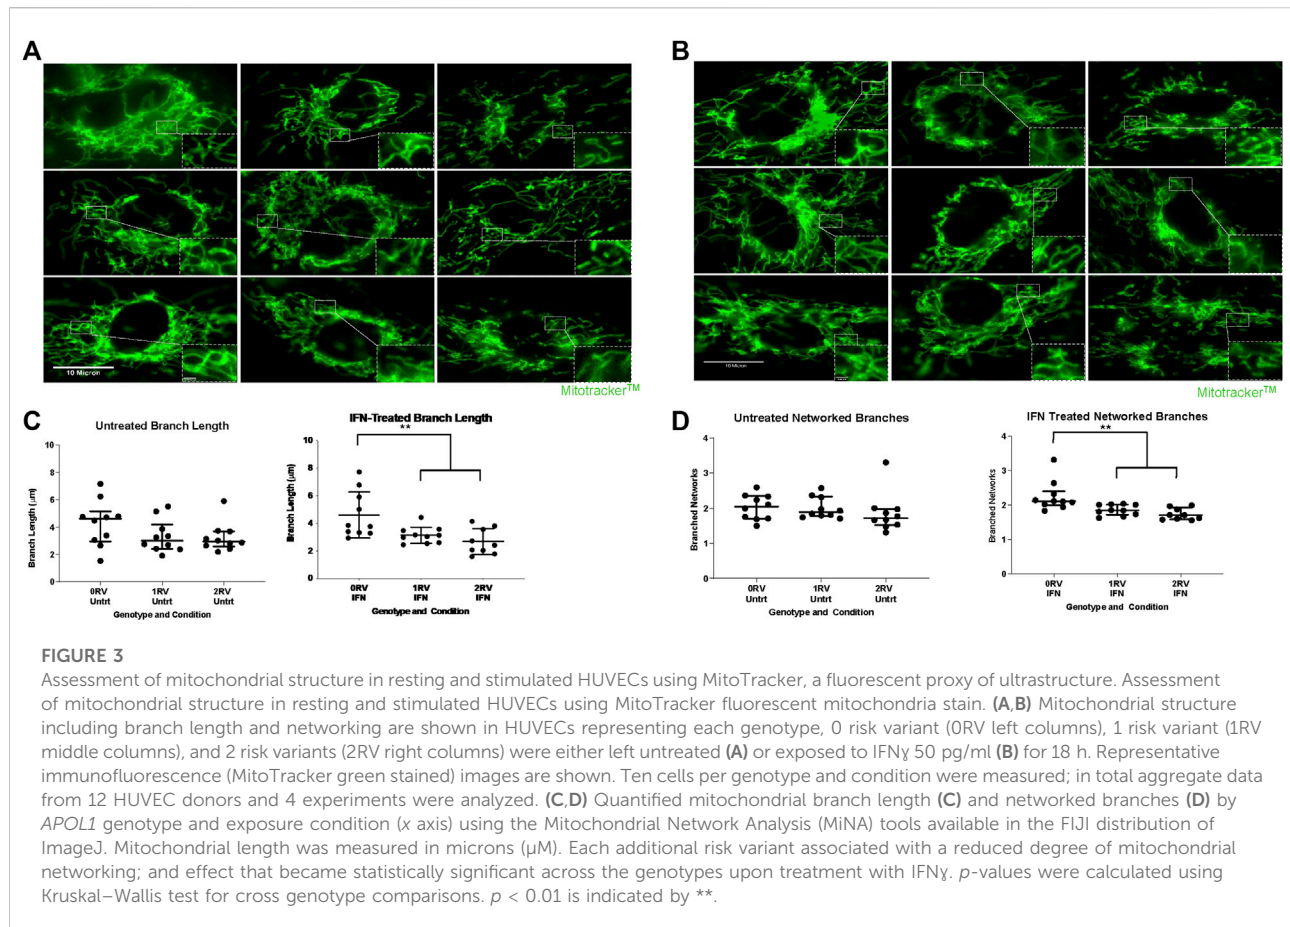 A
B
10 Micron
Mitotracker™
10 Micron
Mitotracker™
C
Untreated Branch Length
Branch Length (μm)
10
8
6
4
2
0
0RV
Untrt
1RV
Untrt
2RV
Untrt
Genotype and Condition
IFN-Treated Branch Length
**
Branch Length (μm)
10
8
6
4
2
0
0RV
IFN
1RV
IFN
2RV
IFN
Genotype and Condition
D
Untreated Networked Branches
Branched Networks
4
3
2
1
0
0RV
Untrt
1RV
Untrt
2RV
Untrt
Genotype and Condition
IFN Treated Networked Branches
**
Branched Networks
4
3
2
1
0
0RV
IFN
1RV
IFN
2RV
IFN
Genotype and Condition
FIGURE 3
Assessment of mitochondrial structure in resting and stimulated HUVECs using MitoTracker, a fluorescent proxy of ultrastructure. Assessment
of mitochondrial structure in resting and stimulated HUVECs using MitoTracker fluorescent mitochondria stain. (A,B) Mitochondrial structure
including branch length and networking are shown in HUVECs representing each genotype, 0 risk variant (0RV left columns), 1 risk variant (1RV
middle columns), and 2 risk variants (2RV right columns) were either left untreated (A) or exposed to IFNɣ 50 pg/ml (B) for 18 h. Representative
immunofluorescence (MitoTracker green stained) images are shown. Ten cells per genotype and condition were measured; in total aggregate data
from 12 HUVEC donors and 4 experiments were analyzed. (C,D) Quantified mitochondrial branch length (C) and networked branches (D) by
APOL1 genotype and exposure condition (x axis) using the Mitochondrial Network Analysis (MiNA) tools available in the FIJI distribution of
ImageJ. Mitochondrial length was measured in microns (μM). Each additional risk variant associated with a reduced degree of mitochondrial
networking; and effect that became statistically significant across the genotypes upon treatment with IFNɣ. p-values were calculated using
Kruskal–Wallis test for cross genotype comparisons. p < 0.01 is indicated by **.